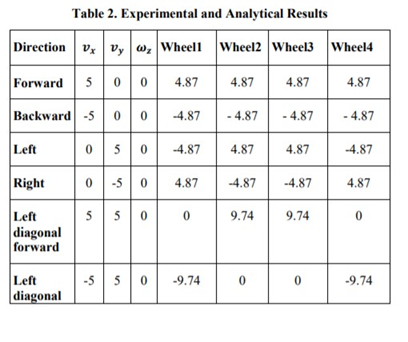 Table 2. Experimental and Analytical Results
Direction vₓ v_y ω_z Wheel1 Wheel2 Wheel3 Wheel4
Forward 5 0 0 4.87 4.87 4.87 4.87
Backward -5 0 0 -4.87 - 4.87 - 4.87 - 4.87
Left 0 5 0 -4.87 4.87 4.87 -4.87
Right 0 -5 0 4.87 -4.87 -4.87 4.87
Left 5 5 0 0 9.74 9.74 0
diagonal
forward
Left -5 5 0 -9.74 0 0 -9.74
diagonal